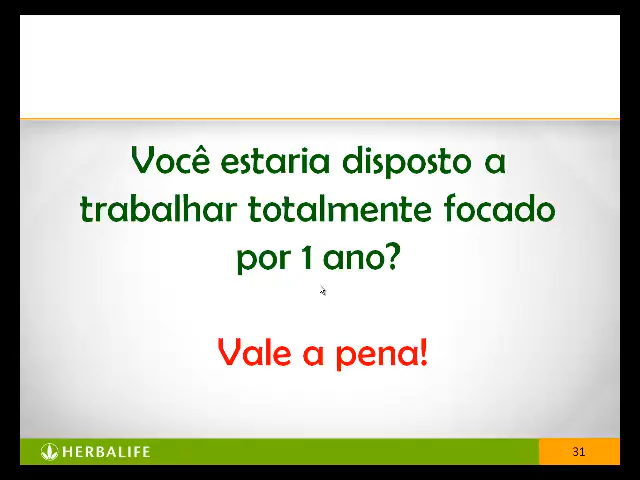 Você estaria disposto a
trabalhar totalmente focado
por 1 ano?
Vale a pena!
HERBALIFE
31